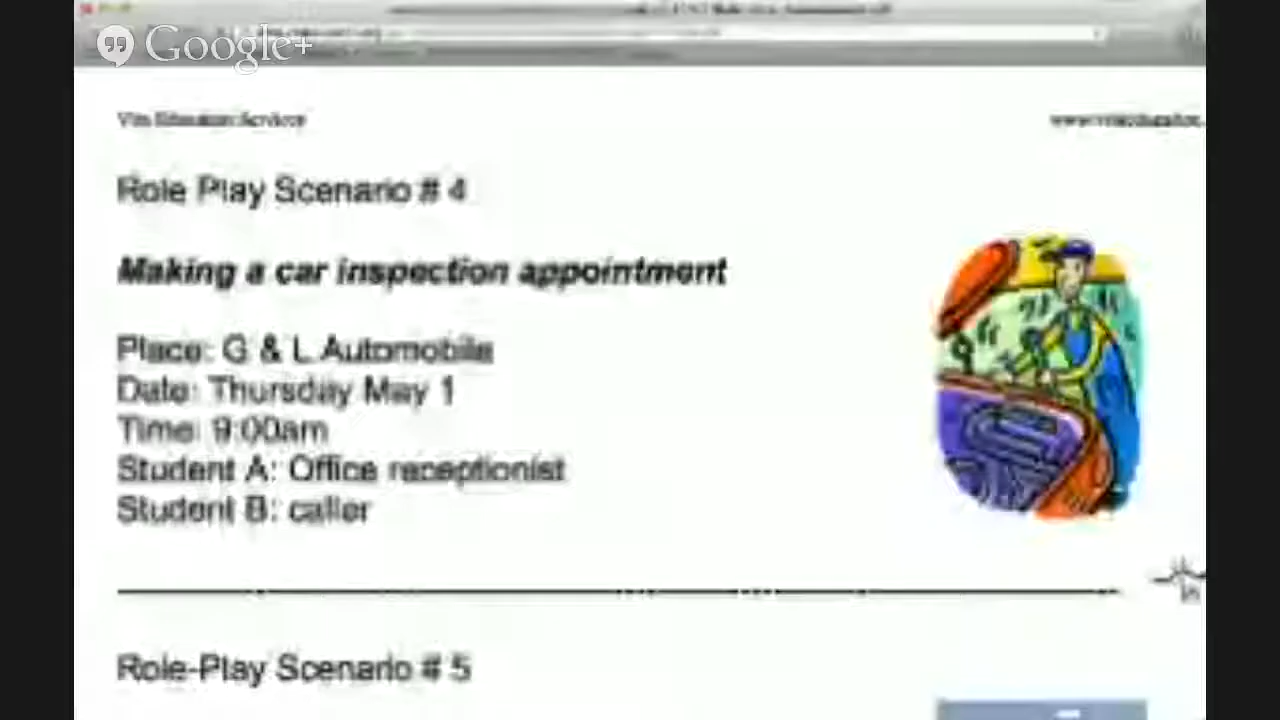 Google+
Role Play Scenario # 4
Making a car inspection appointment
Place: G & L Automobile
Date: Thursday May 1
Time: 9:00am
Student A: Office receptionist
Student B: caller
Role-Play Scenario # 5